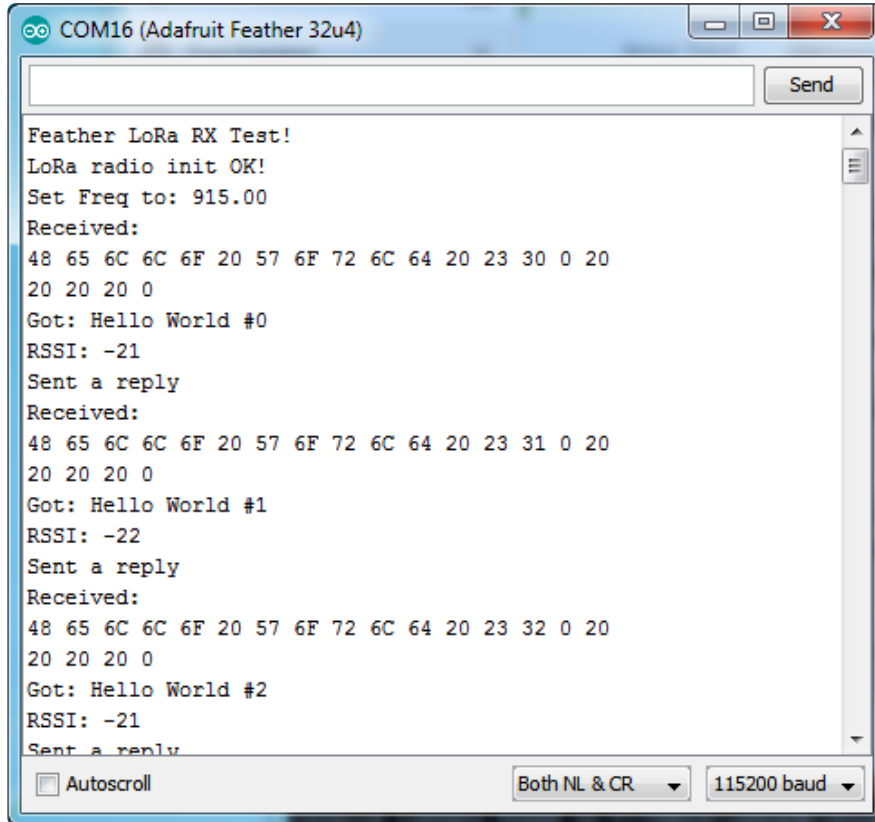 COM16 (Adafruit Feather 32u4)
Send
Feather LoRa RX Test!
LoRa radio init OK!
Set Freq to: 915.00
Received:
48 65 6C 6C 6F 20 57 6F 72 6C 64 20 23 30 0 20
20 20 20 0
Got: Hello World #0
RSSI: -21
Sent a reply
Received:
48 65 6C 6C 6F 20 57 6F 72 6C 64 20 23 31 0 20
20 20 20 0
Got: Hello World #1
RSSI: -22
Sent a reply
Received:
48 65 6C 6C 6F 20 57 6F 72 6C 64 20 23 32 0 20
20 20 20 0
Got: Hello World #2
RSSI: -21
Sent a reply
Autoscroll Both NL & CR 115200 baud